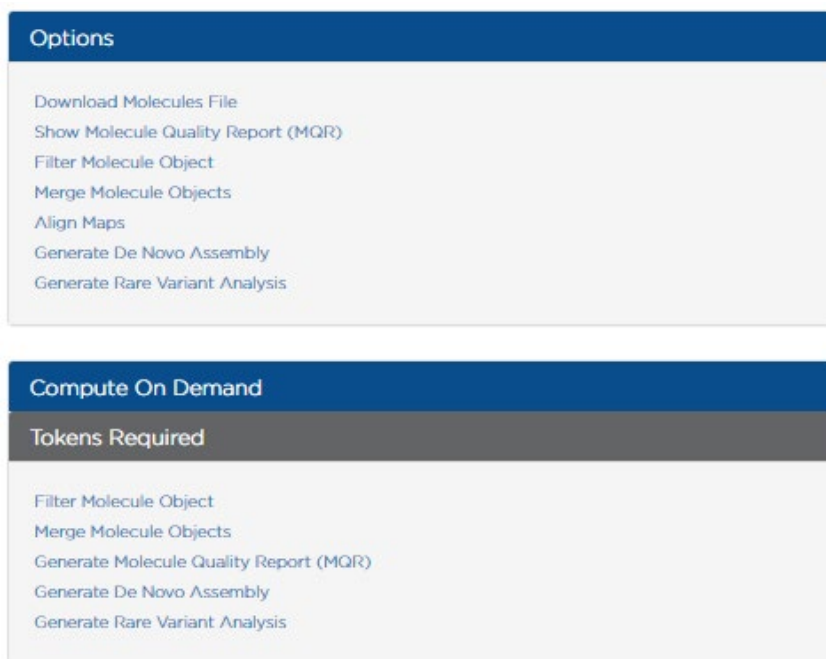 Options
Download Molecules File
Show Molecule Quality Report (MQR)
Filter Molecule Object
Merge Molecule Objects
Align Maps
Generate De Novo Assembly
Generate Rare Variant Analysis
Compute On Demand
Tokens Required
Filter Molecule Object
Merge Molecule Objects
Generate Molecule Quality Report (MQR)
Generate De Novo Assembly
Generate Rare Variant Analysis